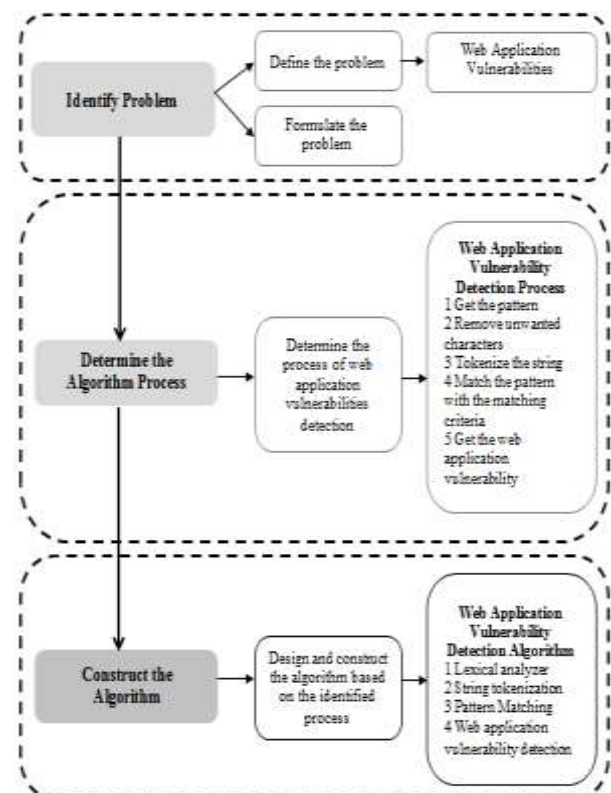 Identify Problem
Define the problem
Web Application
Vulnerabilities
Formulate the
problem
Determine the
Algorithm Process
Determine the
process of web
application
vulnerabilities
detection
Web Application
Vulnerability
Detection Process
1 Get the pattern
2 Remove unwanted
characters
3 Tokenize the string
4 Match the pattern
with the matching
criteria
5 Get the web
application
vulnerability
Construct the
Algorithm
Design and construct
the algorithm based
on the identified
process
Web Application
Vulnerability
Detection Algorithm
1 Lexical analyzer
2 String tokenization
3 Pattern Matching
4 Web application
vulnerability detection